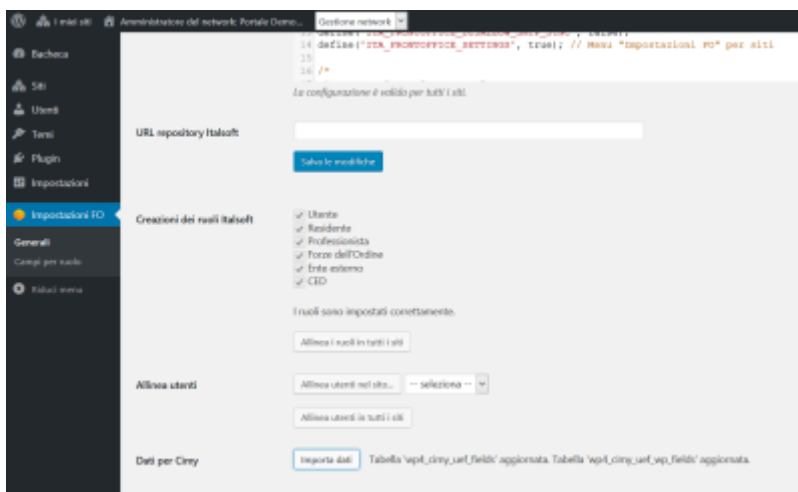 I miei siti Amministratore del network: Portale Demo... Gestione network
Bacheca
Siti
Utenti
Temi
Plugin
Impostazioni
Impostazioni FO
Generali
Campi per ruolo
Riduci menu
14 define("ITA_FRONTOFFICE_SETTINGS", true); // Menu "Impostazioni FO" per siti
15
16 /*
La configurazione è valida per tutti i siti.
URL repository Italsoft
Salva le modifiche
Creazioni dei ruoli Italsoft
Utente
Residente
Professionista
Forze dell'Ordine
Ente esterno
CED
I ruoli sono impostati correttamente.
Allinea i ruoli in tutti i siti
Allinea utenti
Allinea utenti nel sito... -- seleziona --
Allinea utenti in tutti i siti
Dati per Cimy
Importa dati Tabella 'wp4_cimy_uef_fields' aggiornata. Tabella 'wp4_cimy_uef_wp_fields' aggiornata.